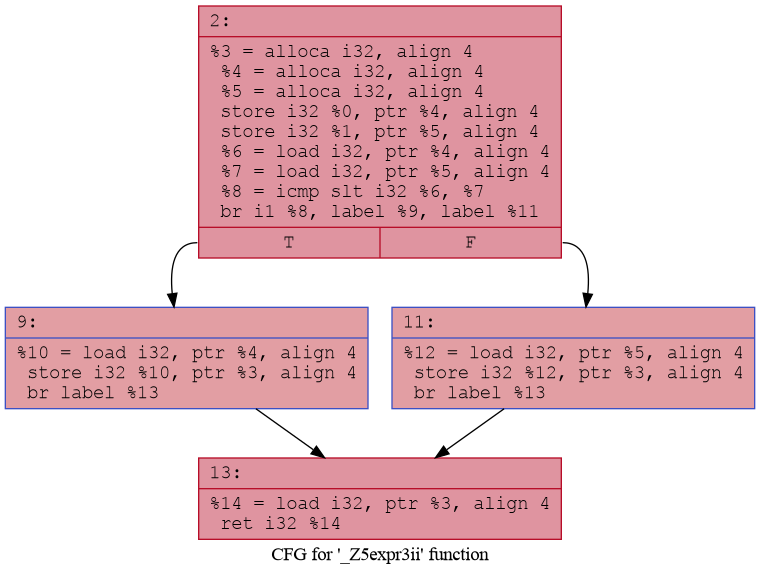 2:
%3 = alloca i32, align 4
%4 = alloca i32, align 4
%5 = alloca i32, align 4
store i32 %0, ptr %4, align 4
store i32 %1, ptr %5, align 4
%6 = load i32, ptr %4, align 4
%7 = load i32, ptr %5, align 4
%8 = icmp slt i32 %6, %7
br i1 %8, label %9, label %11
T F
9:
%10 = load i32, ptr %4, align 4
store i32 %10, ptr %3, align 4
br label %13
11:
%12 = load i32, ptr %5, align 4
store i32 %12, ptr %3, align 4
br label %13
13:
%14 = load i32, ptr %3, align 4
ret i32 %14
CFG for '_Z5expr3ii' function